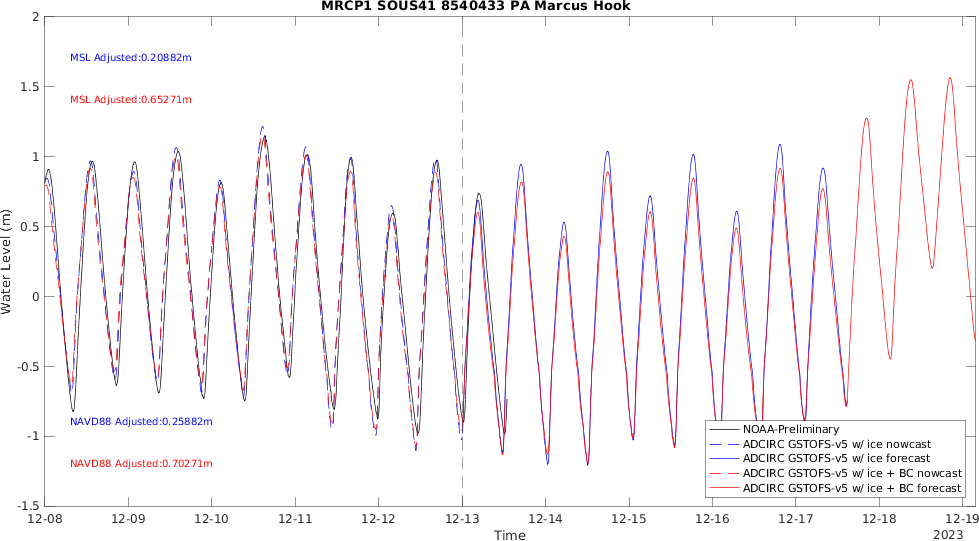 MRCP1 SOUS41 8540433 PA Marcus Hook
2
1.5
1
0.5
0
-0.5
-1
-1.5
Water Level (m)
MSL Adjusted:0.20882m
MSL Adjusted:0.65271m
NAVD88 Adjusted:0.25882m
NAVD88 Adjusted:0.70271m
NOAA-Preliminary
ADCIRC GSTOFS-v5 w/ ice nowcast
ADCIRC GSTOFS-v5 w/ ice forecast
ADCIRC GSTOFS-v5 w/ ice + BC nowcast
ADCIRC GSTOFS-v5 w/ ice + BC forecast
12-08 12-09 12-10 12-11 12-12 12-13 12-14 12-15 12-16 12-17 12-18 12-19
Time
2023